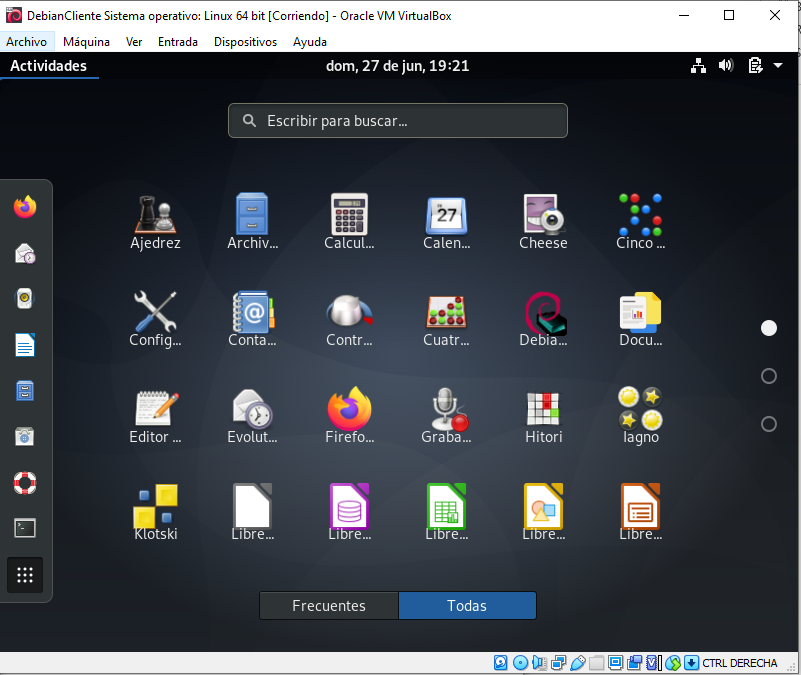 DebianCliente Sistema operativo: Linux 64 bit [Corriendo] - Oracle VM VirtualBox
Archivo Máquina Ver Entrada Dispositivos Ayuda
Actividades dom, 27 de jun, 19:21
Escribir para buscar...
27
Ajedrez Archiv... Calcul... Calen... Cheese Cinco ...
@
Config... Conta... Contr... Cuatr... Debia... Docu...
Editor ... Evolut... Firefo... Graba... Hitori Iagno
Klotski Libre... Libre... Libre... Libre... Libre...
Frecuentes Todas
CTRL DERECHA